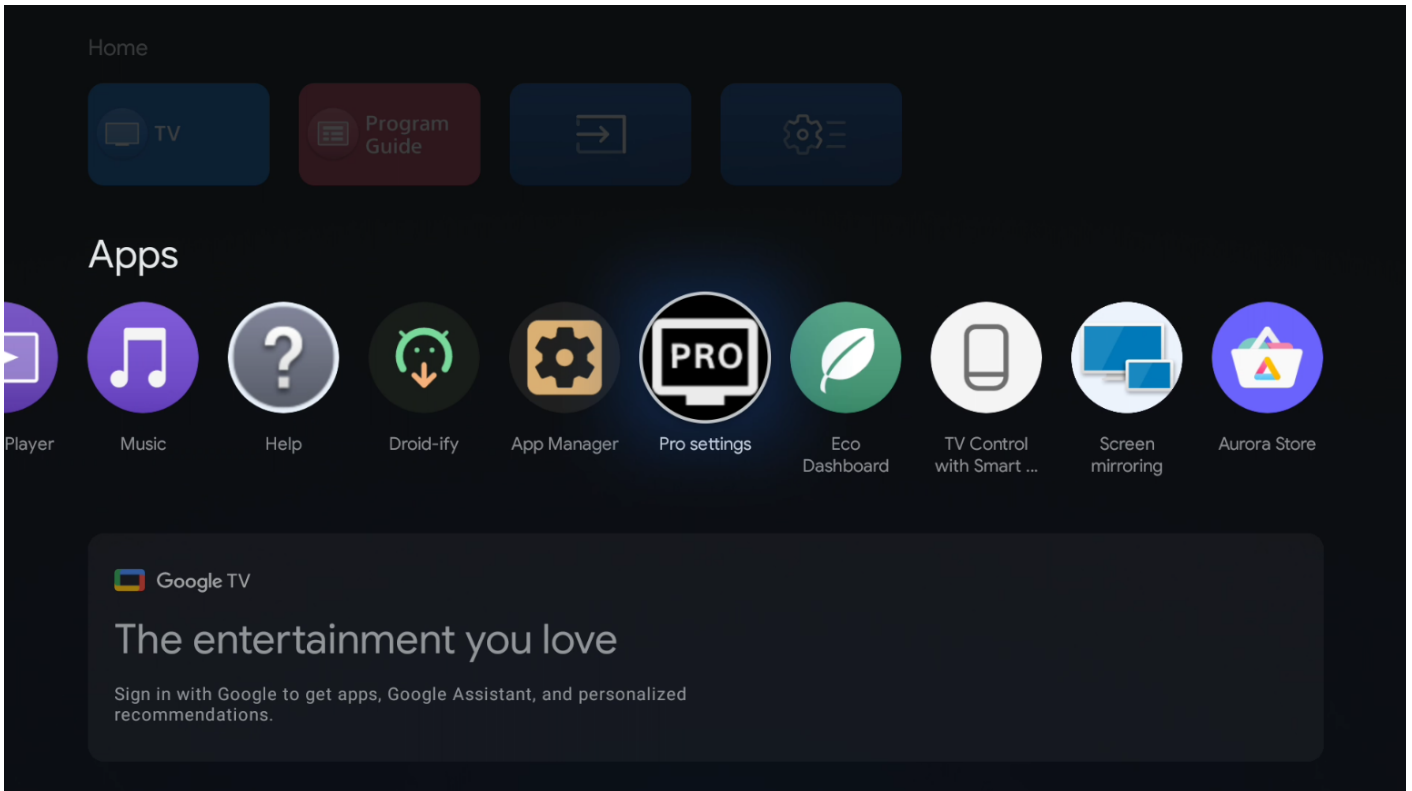 Home
TV
Program
Guide
Apps
PRO
Player
Music
Help
Droid-ify
App Manager
Pro settings
Eco
Dashboard
TV Control
with Smart ...
Screen
mirroring
Aurora Store
Google TV
The entertainment you love
Sign in with Google to get apps, Google Assistant, and personalized
recommendations.